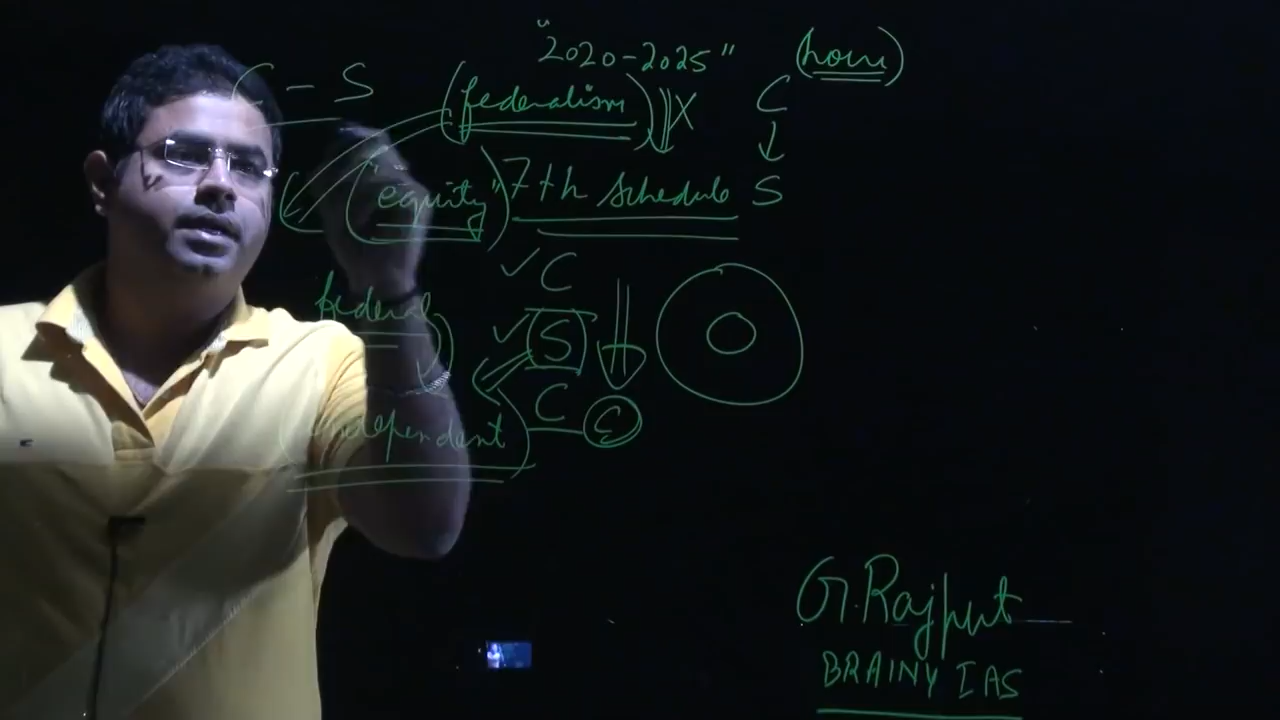 "2020-2025" (how)
C - S (federalism) X C
("equity") 7th Schedule S
C
federal S
C E
independent
G. Rajput
BRAINY IAS